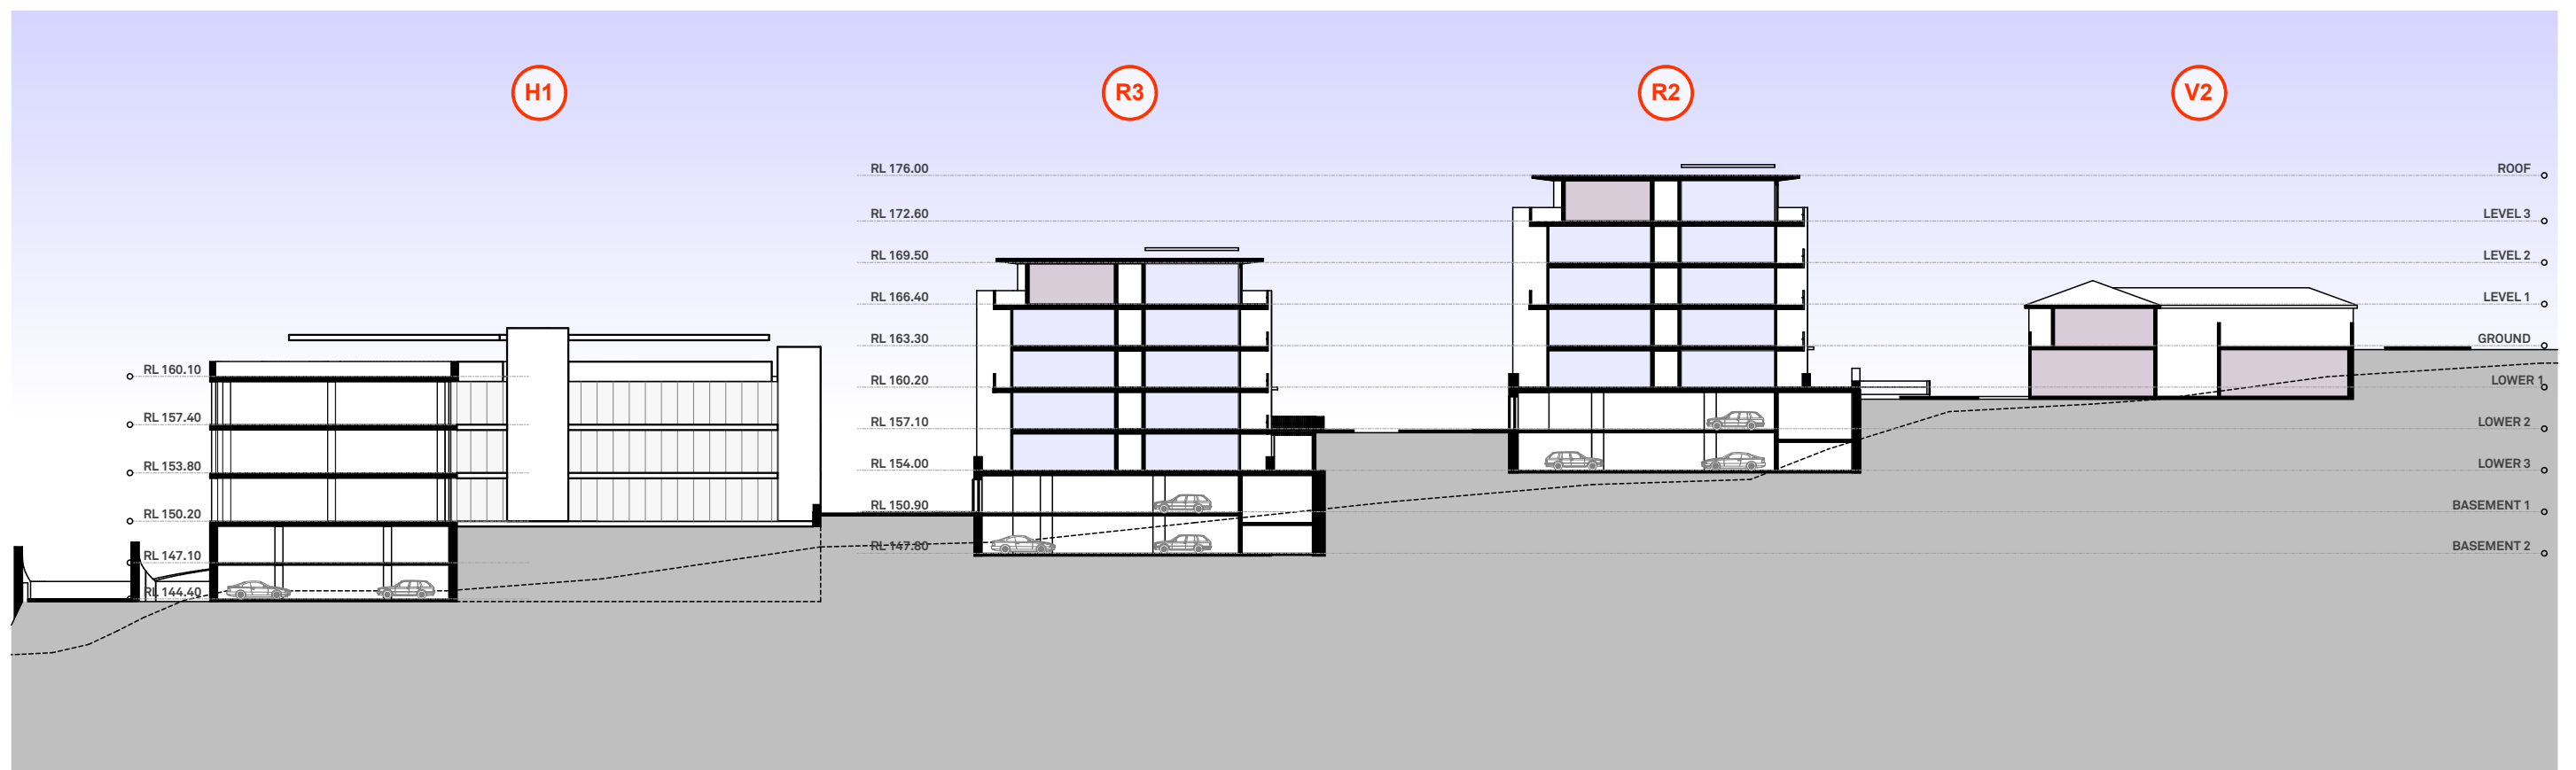 H1
R3
R2
V2
RL 176.00
ROOF
RL 172.60
LEVEL 3
RL 169.50
LEVEL 2
RL 166.40
LEVEL 1
RL 163.30
GROUND
RL 160.10
RL 160.20
LOWER 1
RL 157.40
RL 157.10
LOWER 2
RL 153.80
RL 154.00
LOWER 3
RL 150.20
RL 150.90
BASEMENT 1
RL 147.10
RL 147.80
BASEMENT 2
RL 144.40